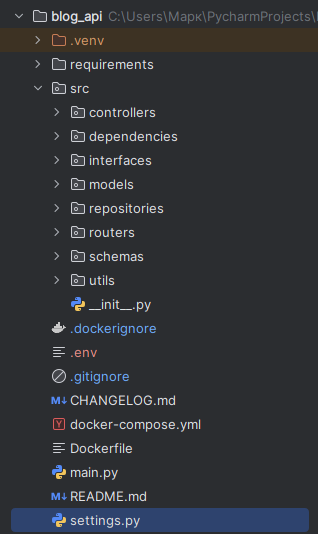 blog_api C:\Users\Марк\PycharmProjects\
.venv
requirements
src
controllers
dependencies
interfaces
models
repositories
routers
schemas
utils
__init__.py
.dockerignore
.env
.gitignore
M↓ CHANGELOG.md
Y docker-compose.yml
Dockerfile
main.py
M↓ README.md
settings.py